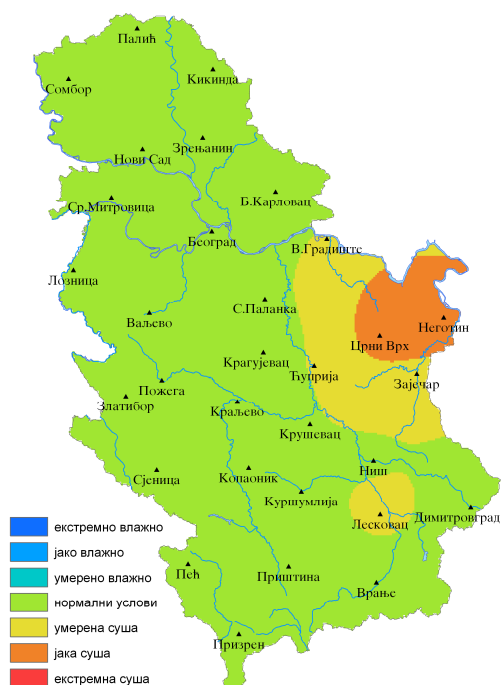 Палић
Кикинда
Сомбор
Зрењанин
Нови Сад
Б.Карловац
Ср.Митровица
Београд
В.Градиште
Лозница
С.Паланка
Ваљево
Неготин
Црни Врх
Крагујевац
Ћуприја
Зајечар
Пожега
Златибор
Краљево
Крушевац
Ниш
Сјеница
Копаоник
Куршумлија
Димитровград
Лесковац
екстремно влажно
јако влажно
умерено влажно
Пећ
Приштина
Врање
нормални услови
умерена суша
Призрен
јака суша
екстремна суша